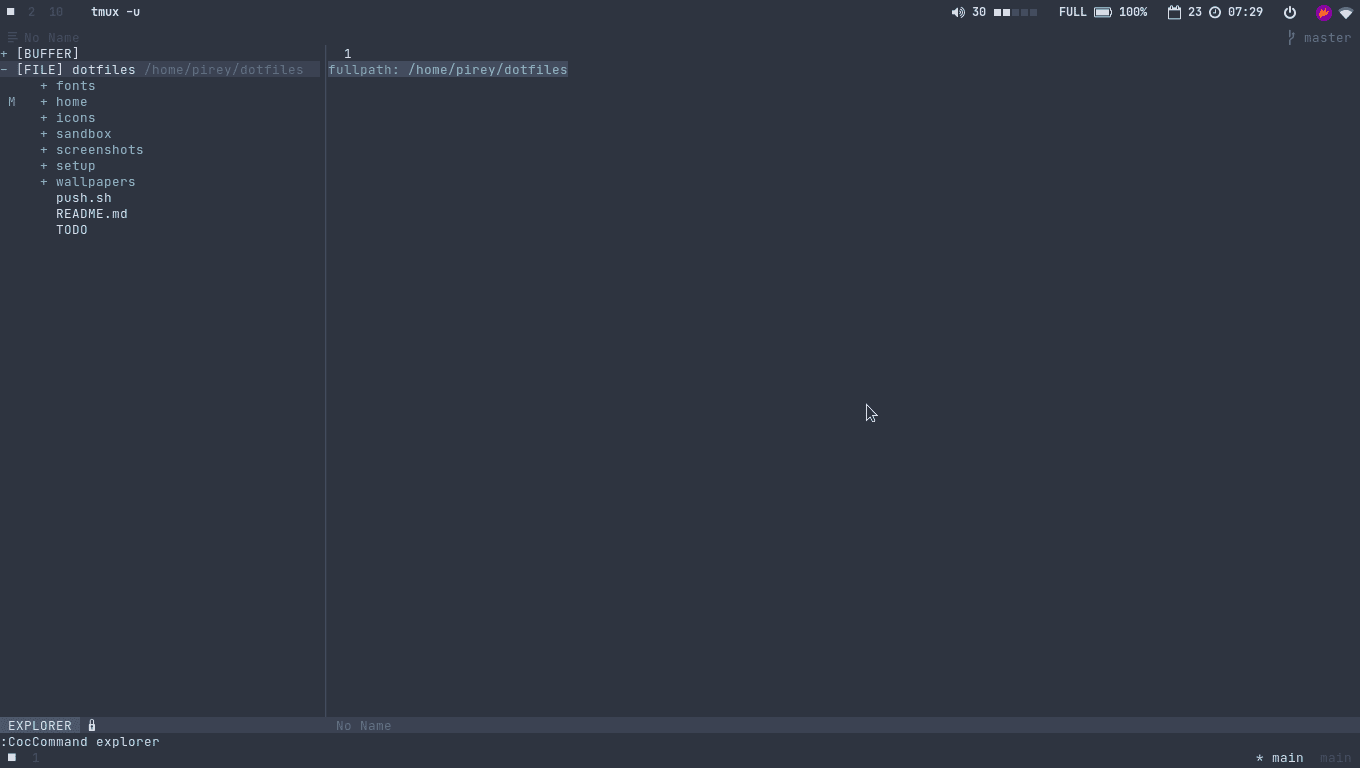 2 10 tmux -u 30 FULL 100% 23 07:29
No Name master
+ [BUFFER] 1
- [FILE] dotfiles /home/pirey/dotfiles fullpath: /home/pirey/dotfiles
+ fonts
M + home
+ icons
+ sandbox
+ screenshots
+ setup
+ wallpapers
push.sh
README.md
TODO
EXPLORER No Name
:CocCommand explorer
1 * main main